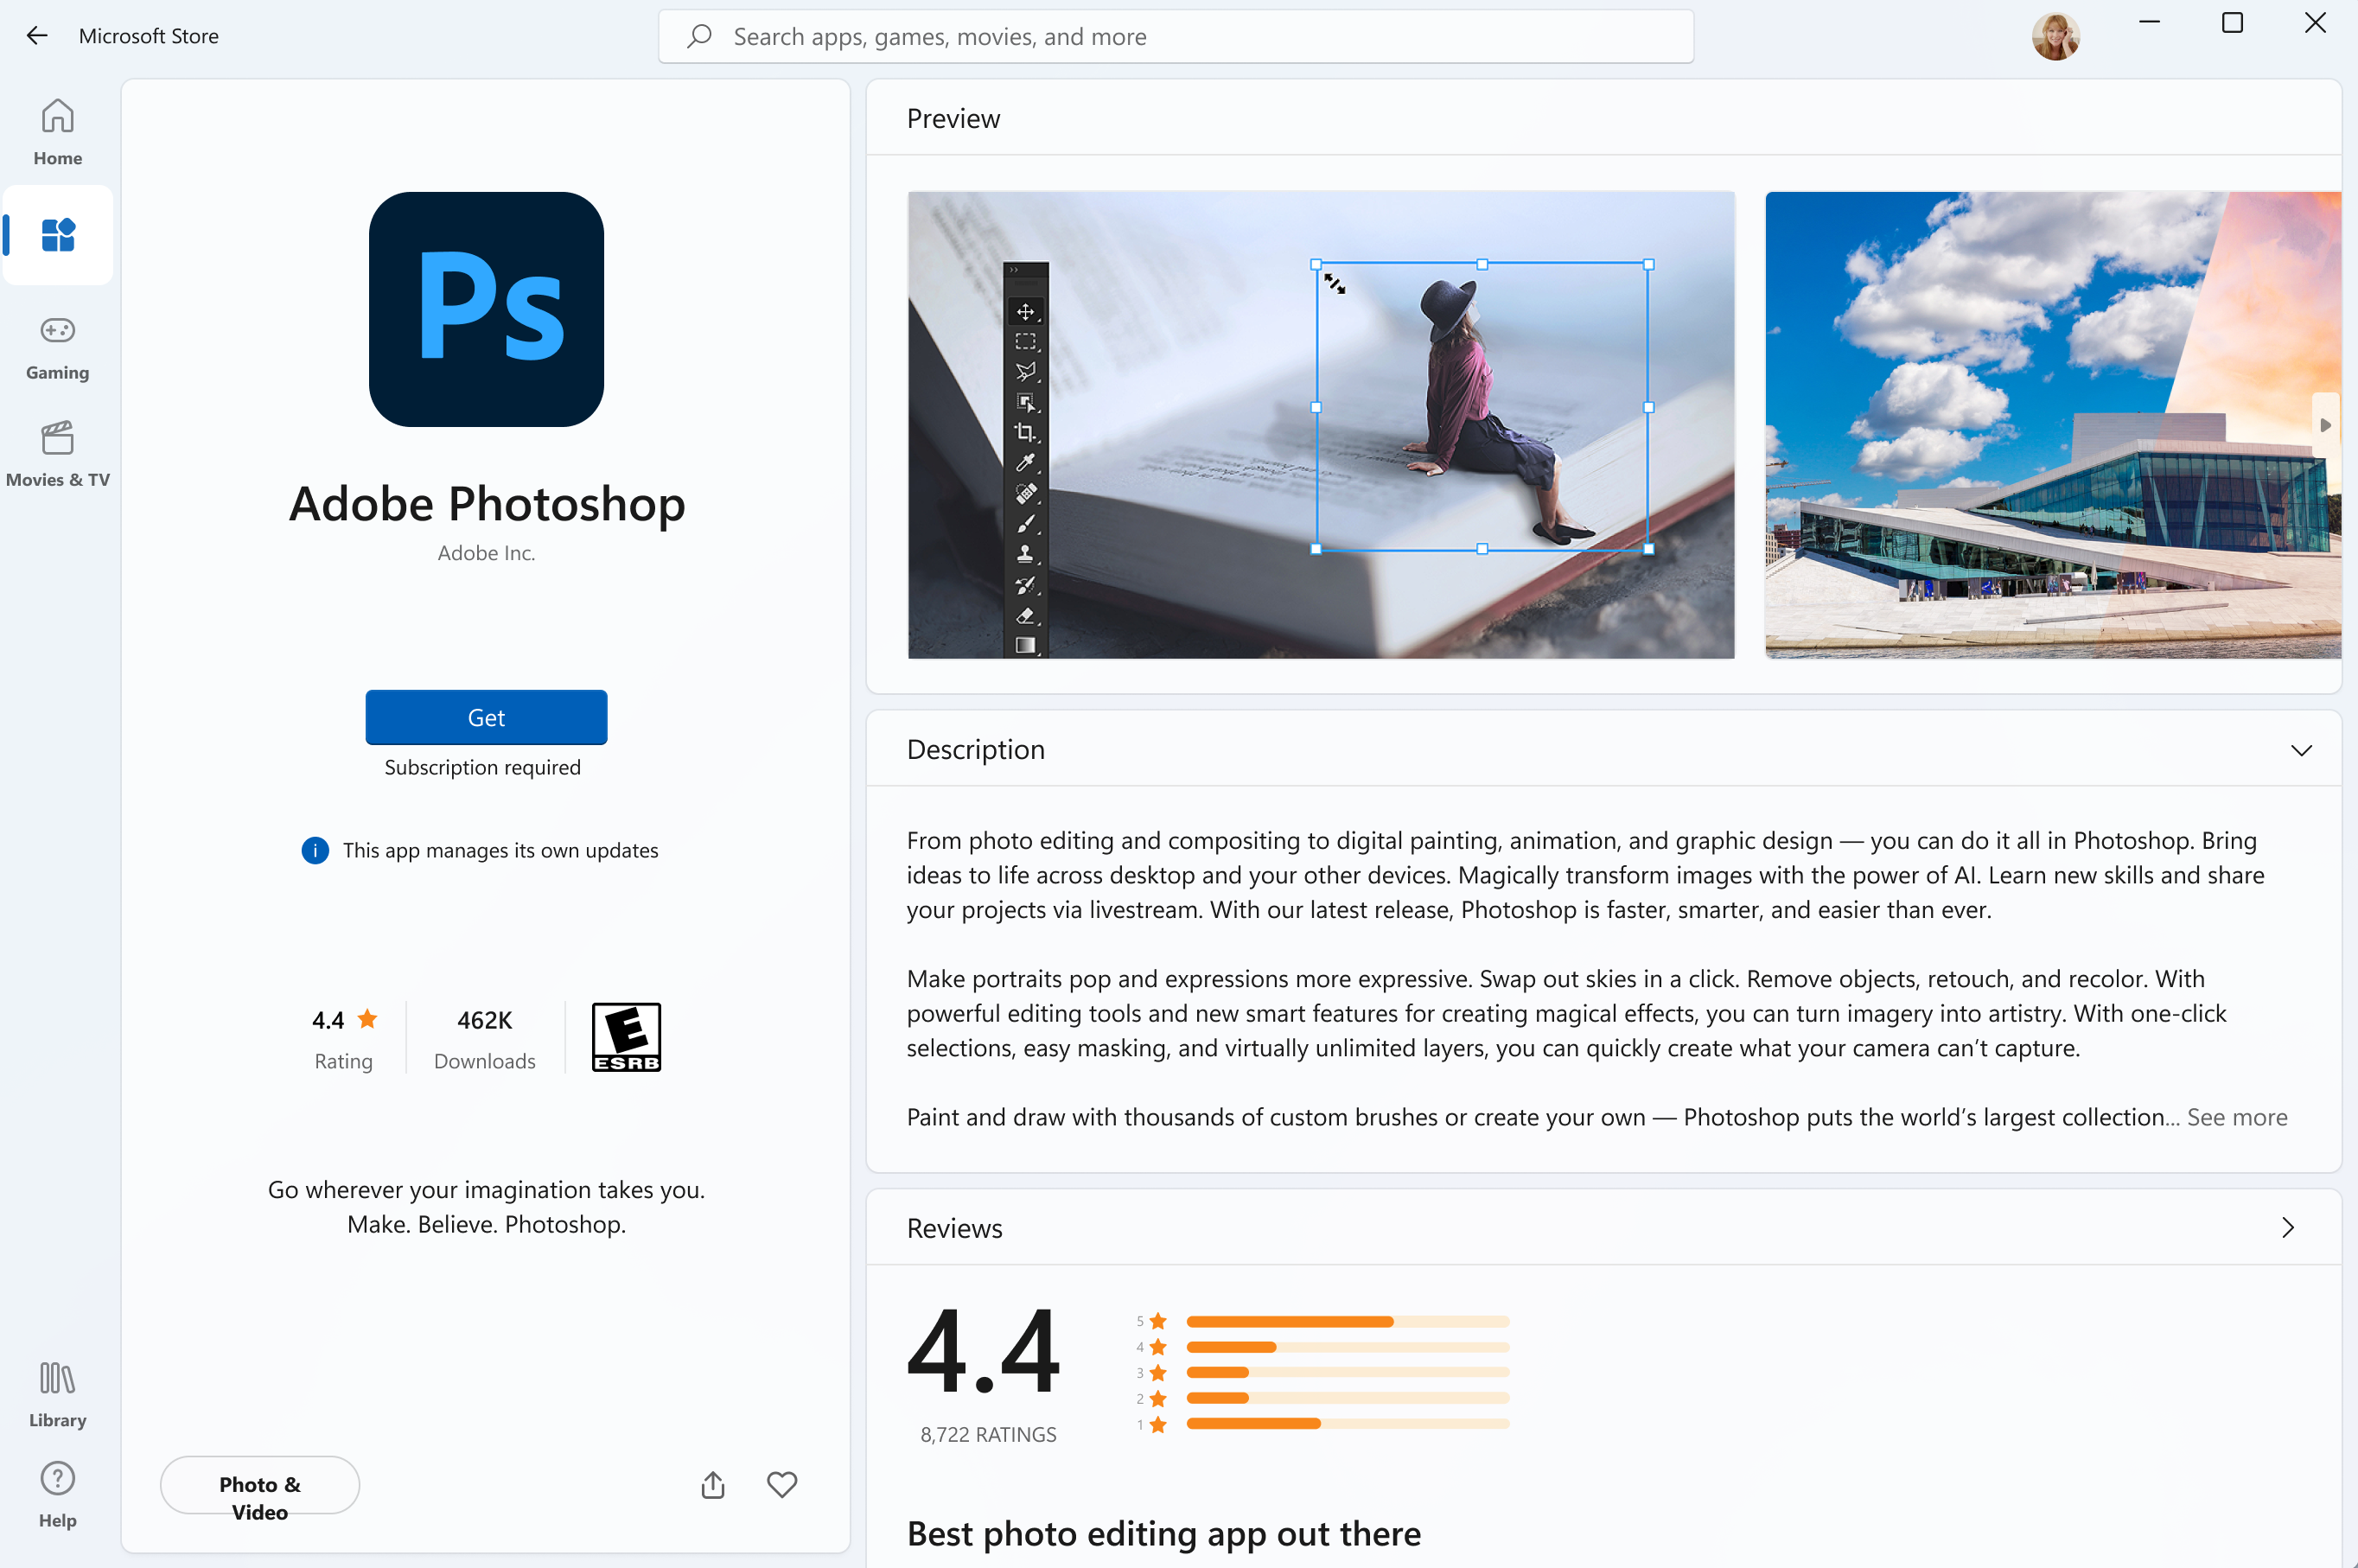 Microsoft Store
Search apps, games, movies, and more
Home
Gaming
Movies & TV
Library
Help
Ps
Adobe Photoshop
Adobe Inc.
Get
Subscription required
This app manages its own updates
4.4
Rating
462K
Downloads
E
ESRB
Go wherever your imagination takes you.
Make. Believe. Photoshop.
Photo &
Video
Preview
Description
From photo editing and compositing to digital painting, animation, and graphic design — you can do it all in Photoshop. Bring
ideas to life across desktop and your other devices. Magically transform images with the power of AI. Learn new skills and share
your projects via livestream. With our latest release, Photoshop is faster, smarter, and easier than ever.
Make portraits pop and expressions more expressive. Swap out skies in a click. Remove objects, retouch, and recolor. With
powerful editing tools and new smart features for creating magical effects, you can turn imagery into artistry. With one-click
selections, easy masking, and virtually unlimited layers, you can quickly create what your camera can’t capture.
Paint and draw with thousands of custom brushes or create your own — Photoshop puts the world’s largest collection... See more
Reviews
4.4
8,722 RATINGS
5
4
3
2
1
Best photo editing app out there